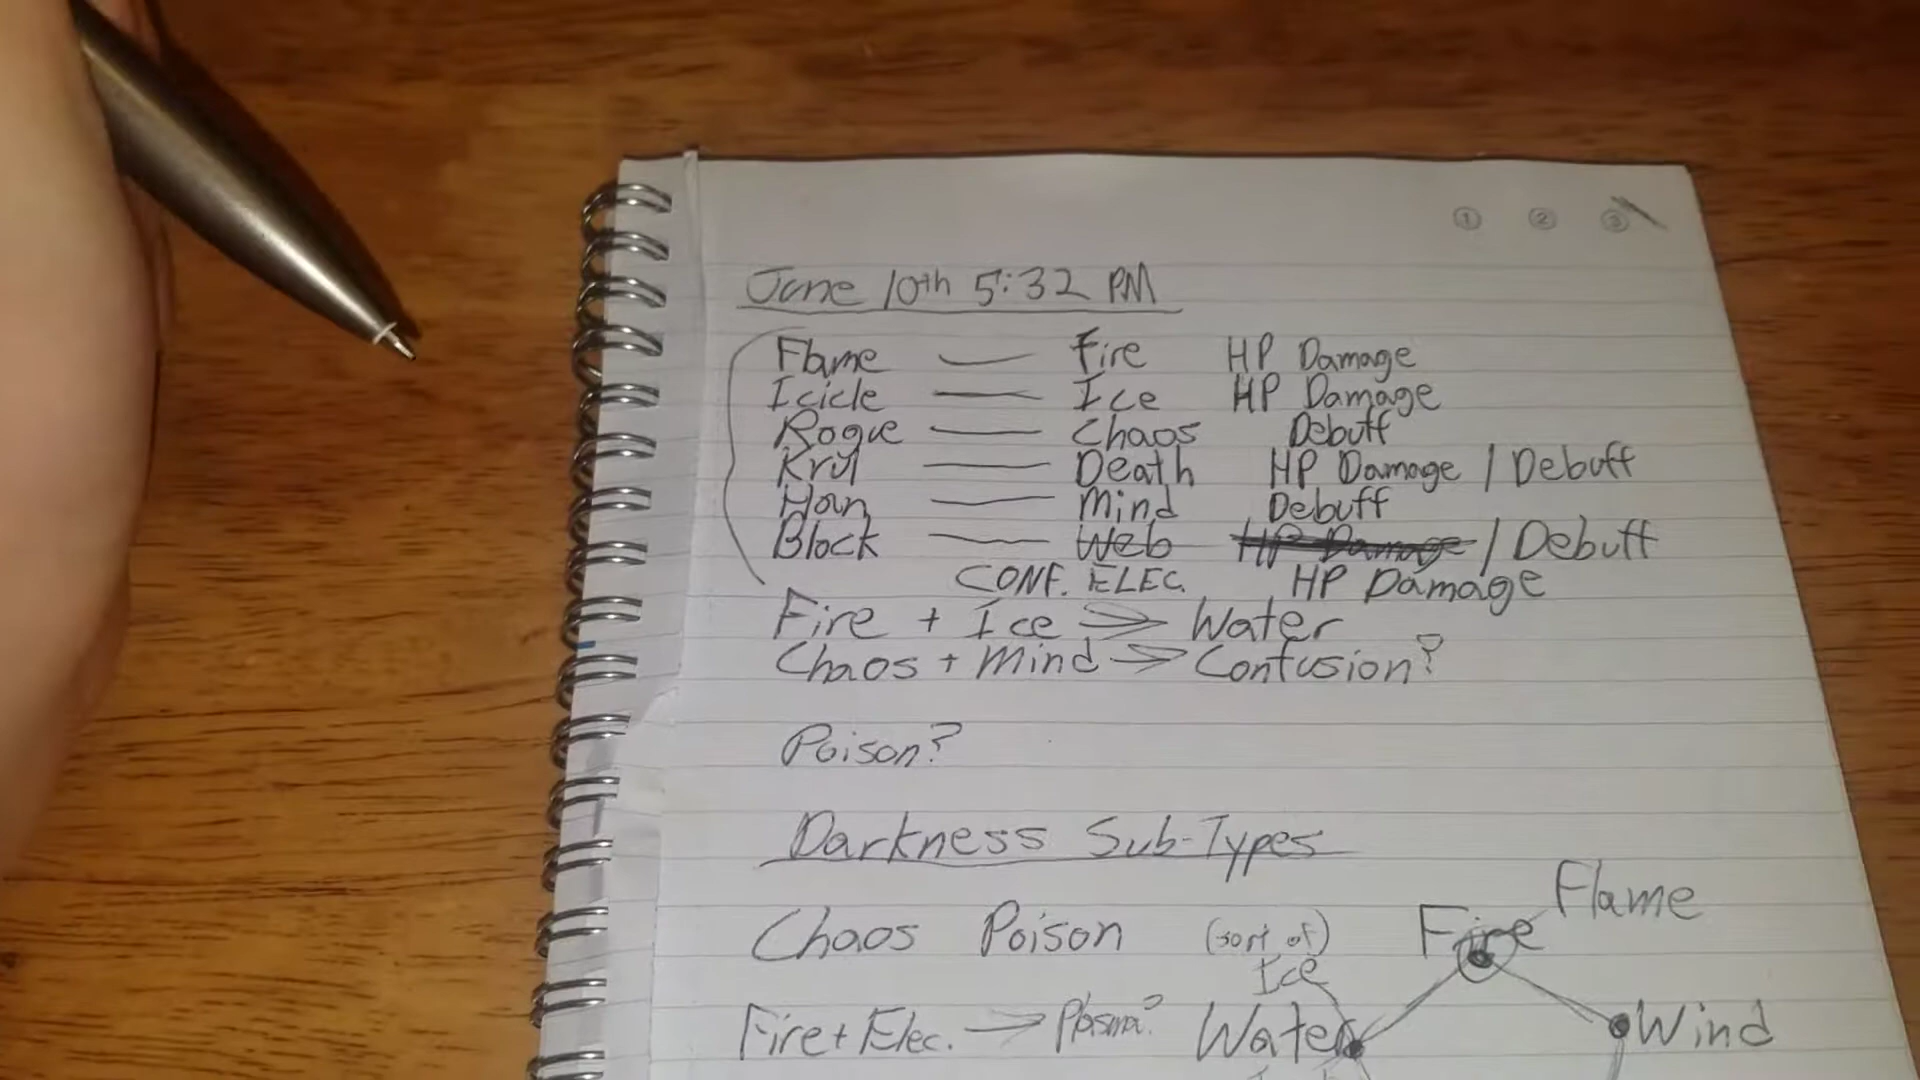 ① ② ③
June 10th 5:32 PM
Flame — Fire HP Damage
Icicle — Ice HP Damage
Rogue — Chaos Debuff
Krul — Death HP Damage / Debuff
Horn — Mind Debuff
Block — Web HP Damage / Debuff
CONF. ELEC. HP Damage
Fire + Ice → Water
Chaos + Mind → Confusion?
Poison?
Darkness Sub-Types
Flame
Chaos Poison (sort of) Fire
Ice
Fire + Elec. → Plasma? Water Wind